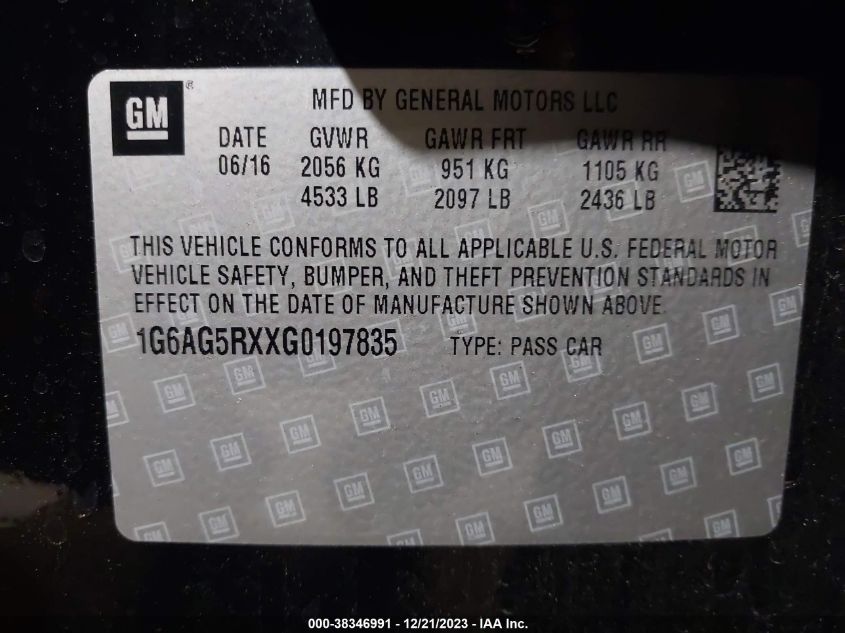 GM ®
MFD BY GENERAL MOTORS LLC
DATE GVWR GAWR FRT GAWR RR
06/16 2056 KG 951 KG 1105 KG
4533 LB 2097 LB 2436 LB
THIS VEHICLE CONFORMS TO ALL APPLICABLE U.S. FEDERAL MOTOR
VEHICLE SAFETY, BUMPER, AND THEFT PREVENTION STANDARDS IN
EFFECT ON THE DATE OF MANUFACTURE SHOWN ABOVE.
1G6AG5RXXG0197835 TYPE: PASS CAR
000-38346991 - 12/21/2023 - IAA Inc.